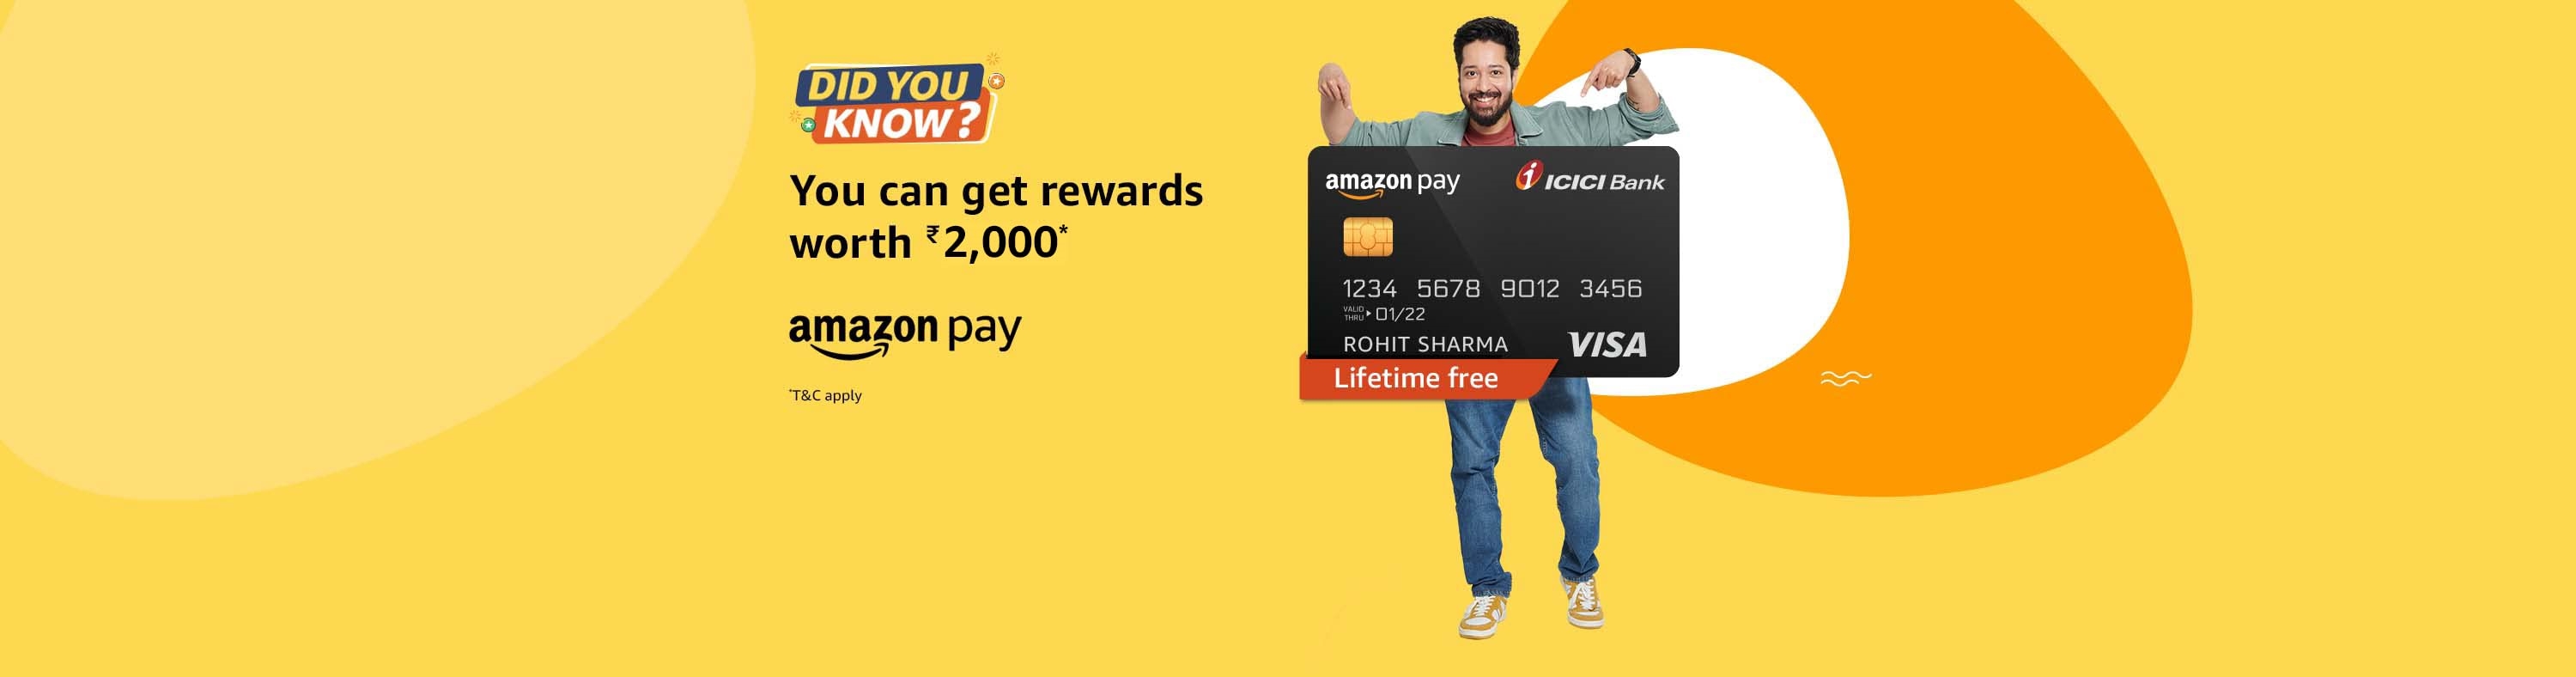 DID YOU
KNOW?
You can get rewards
worth ₹2,000*
amazon pay
*T&C apply
amazon pay
ICICI Bank
1234 5678 9012 3456
VALID
THRU 01/22
ROHIT SHARMA
VISA
Lifetime free